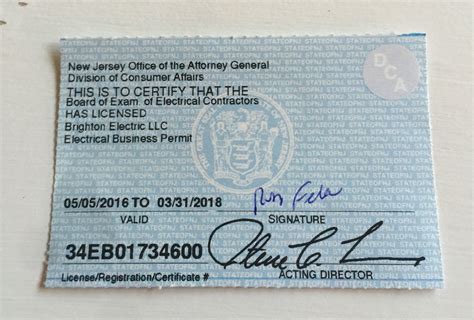 New Jersey Office of the Attorney General
Division of Consumer Affairs
DCA
THIS IS TO CERTIFY THAT THE
Board of Exam. of Electrical Contractors
HAS LICENSED
Brighton Electric LLC
Electrical Business Permit
05/05/2016 TO 03/31/2018
VALID
SIGNATURE
34EB01734600
ACTING DIRECTOR
License/Registration/Certificate #